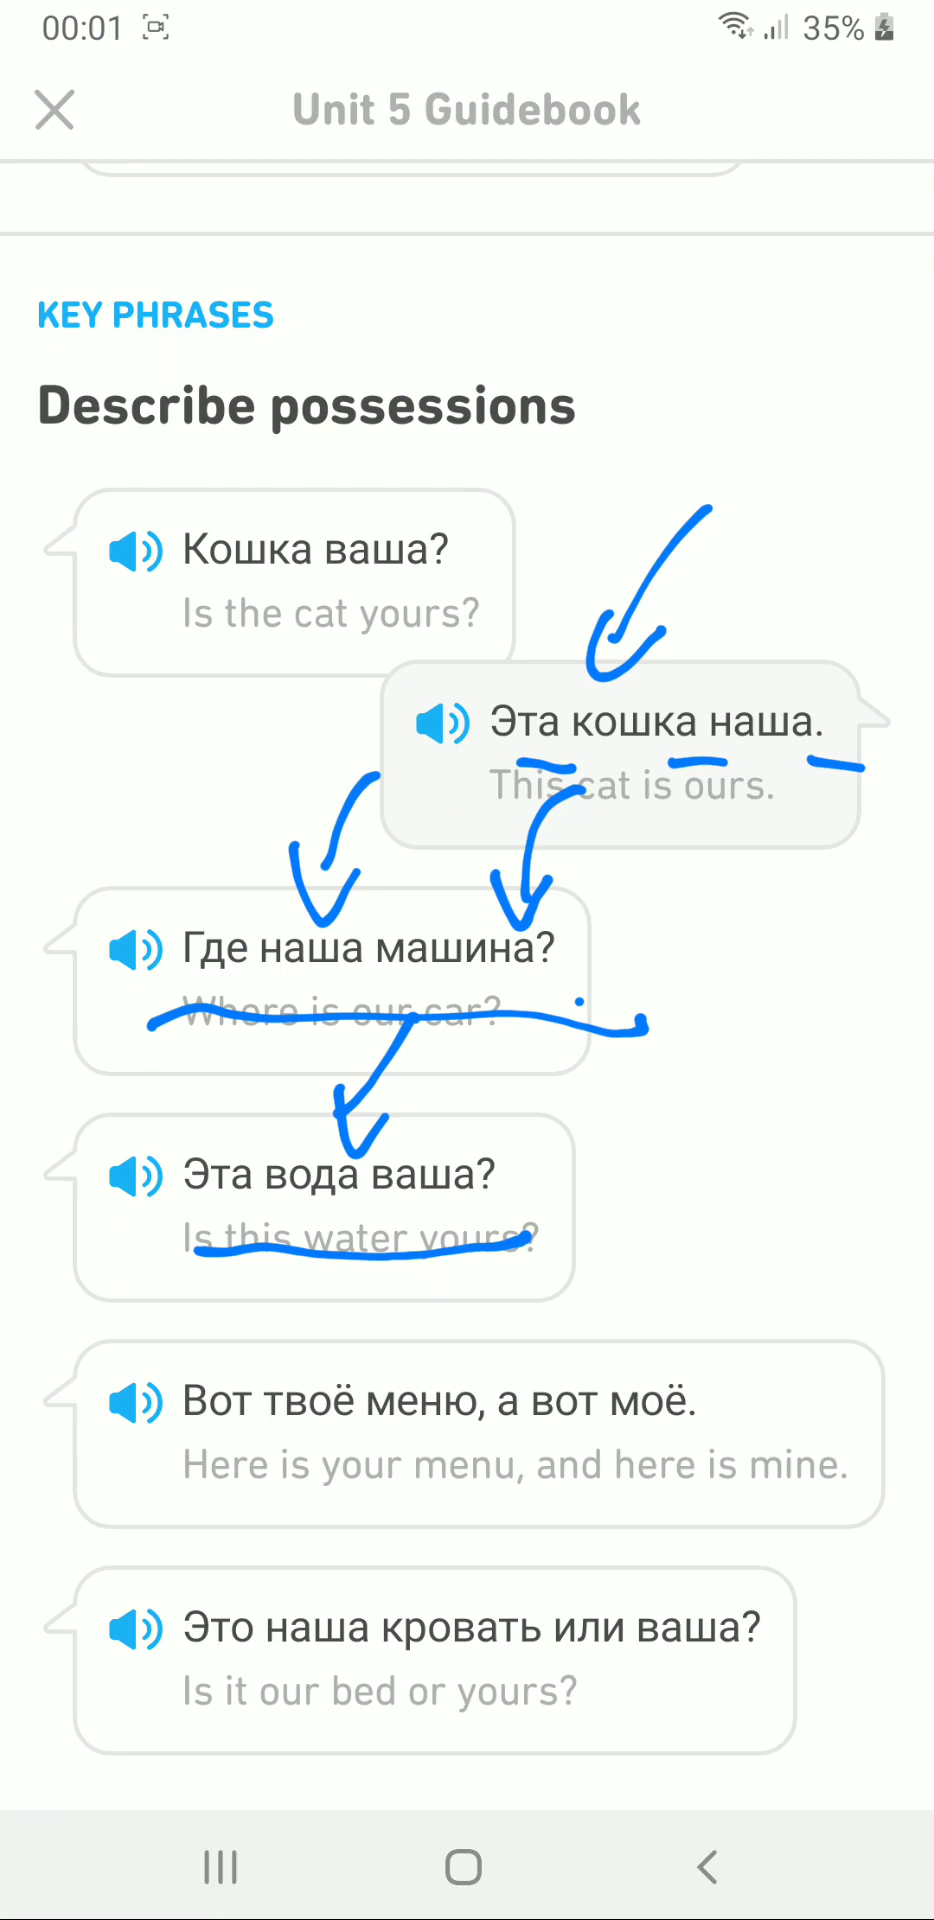 00:01
35%
Unit 5 Guidebook
KEY PHRASES
Describe possessions
Кошка ваша?
Is the cat yours?
Эта кошка наша.
This cat is ours.
Где наша машина?
Where is our car?
Эта вода ваша?
Is this water yours?
Вот твоё меню, а вот моё.
Here is your menu, and here is mine.
Это наша кровать или ваша?
Is it our bed or yours?